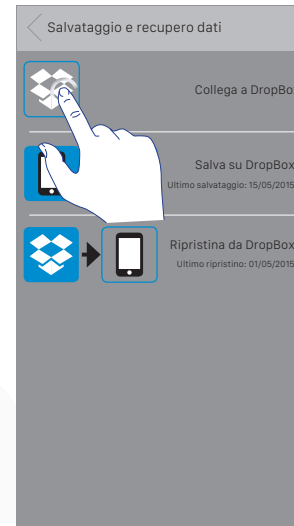 Salvataggio e recupero dati
Collega a DropBox
Salva su DropBox
Ultimo salvataggio: 15/05/2015
Ripristina da DropBox
Ultimo ripristino: 01/05/2015